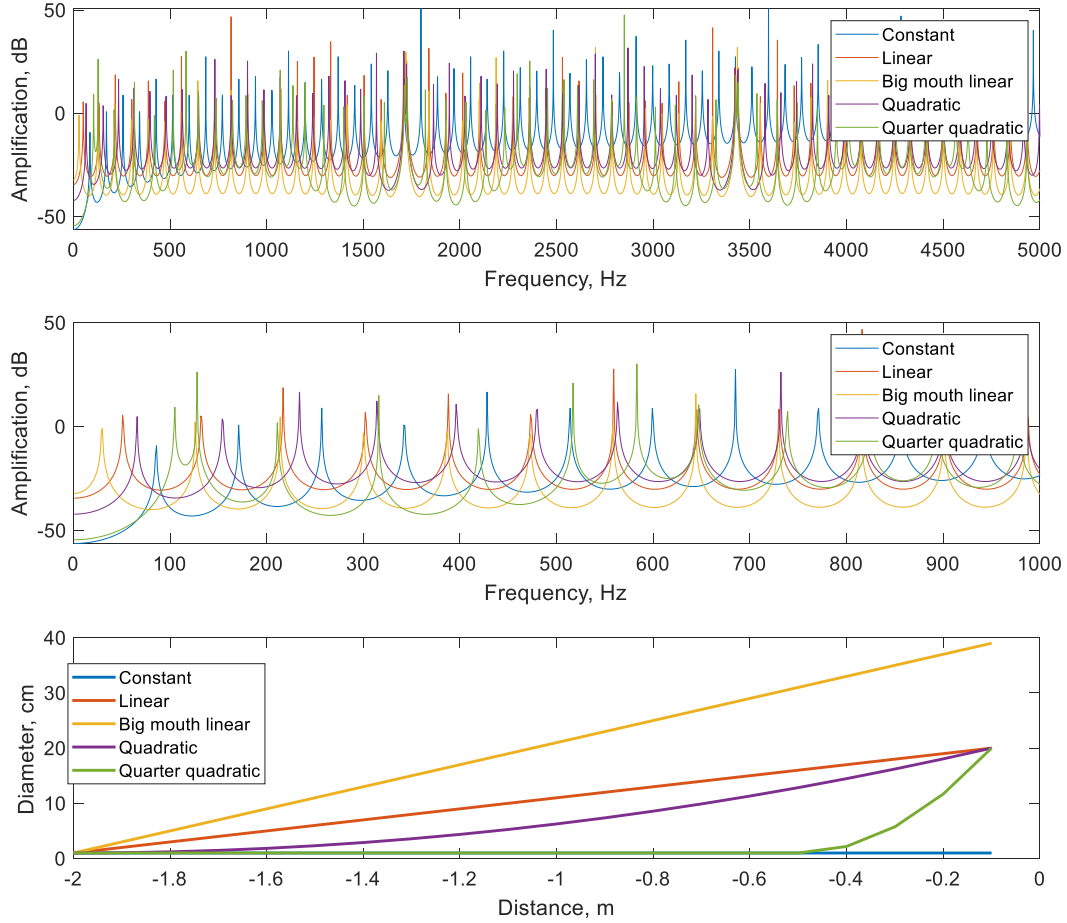 50
0
-50
Amplification, dB
Constant
Linear
Big mouth linear
Quadratic
Quarter quadratic
0 500 1000 1500 2000 2500 3000 3500 4000 4500 5000
Frequency, Hz
50
0
-50
Amplification, dB
Constant
Linear
Big mouth linear
Quadratic
Quarter quadratic
0 100 200 300 400 500 600 700 800 900 1000
Frequency, Hz
40
30
20
10
0
Diameter, cm
Constant
Linear
Big mouth linear
Quadratic
Quarter quadratic
-2 -1.8 -1.6 -1.4 -1.2 -1 -0.8 -0.6 -0.4 -0.2 0
Distance, m